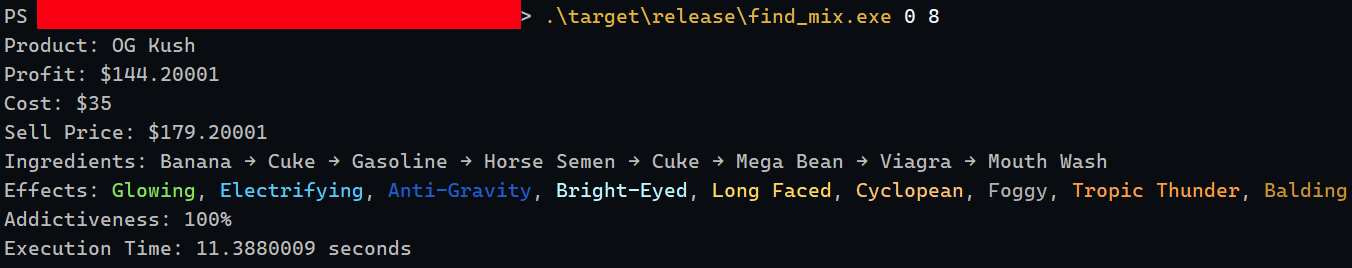 PS > .\target\release\find_mix.exe 0 8
Product: OG Kush
Profit: $144.20001
Cost: $35
Sell Price: $179.20001
Ingredients: Banana → Cuke → Gasoline → Horse Semen → Cuke → Mega Bean → Viagra → Mouth Wash
Effects: Glowing, Electrifying, Anti-Gravity, Bright-Eyed, Long Faced, Cyclopean, Foggy, Tropic Thunder, Balding
Addictiveness: 100%
Execution Time: 11.3880009 seconds